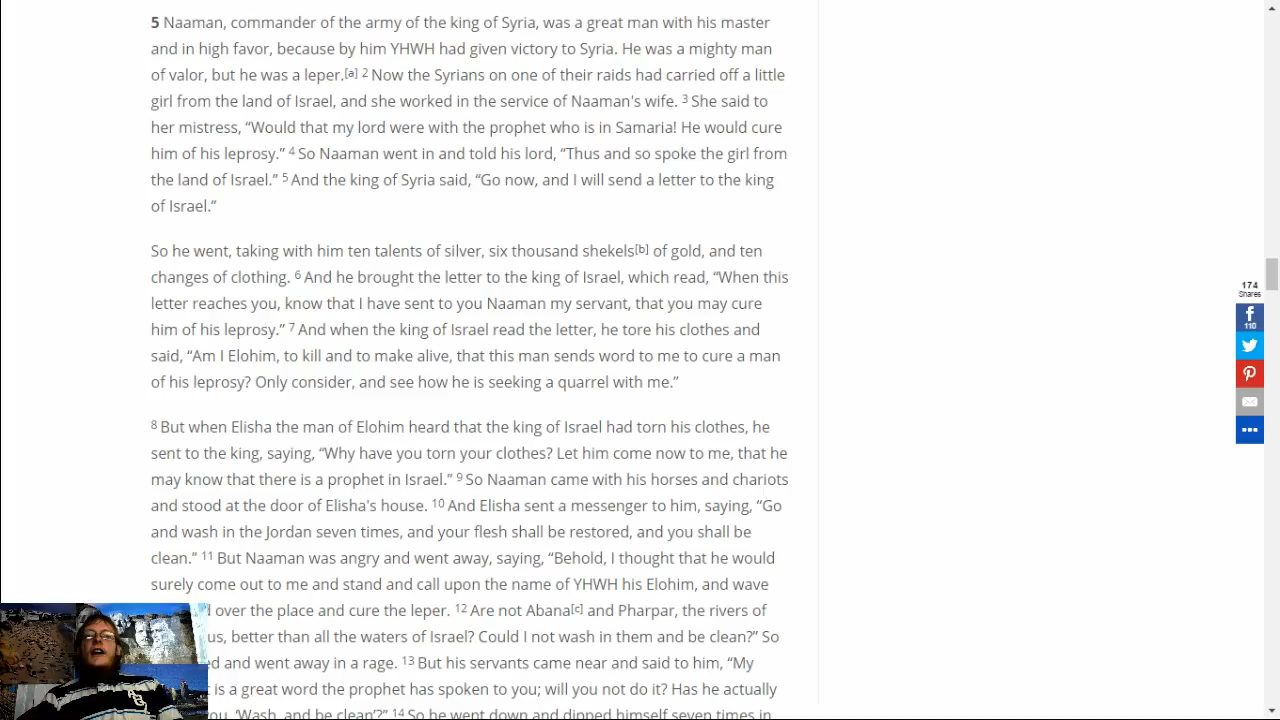 5 Naaman, commander of the army of the king of Syria, was a great man with his master
and in high favor, because by him YHWH had given victory to Syria. He was a mighty man
of valor, but he was a leper.[a] 2 Now the Syrians on one of their raids had carried off a little
girl from the land of Israel, and she worked in the service of Naaman's wife. 3 She said to
her mistress, “Would that my lord were with the prophet who is in Samaria! He would cure
him of his leprosy.” 4 So Naaman went in and told his lord, “Thus and so spoke the girl from
the land of Israel.” 5 And the king of Syria said, “Go now, and I will send a letter to the king
of Israel.“
So he went, taking with him ten talents of silver, six thousand shekels[b] of gold, and ten
changes of clothing. 6 And he brought the letter to the king of Israel, which read, “When this
letter reaches you, know that I have sent to you Naaman my servant, that you may cure
him of his leprosy.” 7 And when the king of Israel read the letter, he tore his clothes and
said, “Am I Elohim, to kill and to make alive, that this man sends word to me to cure a man
of his leprosy? Only consider, and see how he is seeking a quarrel with me.”
8 But when Elisha the man of Elohim heard that the king of Israel had torn his clothes, he
sent to the king, saying, “Why have you torn your clothes? Let him come now to me, that he
may know that there is a prophet in Israel.” 9 So Naaman came with his horses and chariots
and stood at the door of Elisha's house. 10 And Elisha sent a messenger to him, saying, “Go
and wash in the Jordan seven times, and your flesh shall be restored, and you shall be
clean.” 11 But Naaman was angry and went away, saying, “Behold, I thought that he would
surely come out to me and stand and call upon the name of YHWH his Elohim, and wave
over the place and cure the leper. 12 Are not Abana[c] and Pharpar, the rivers of
us, better than all the waters of Israel? Could I not wash in them and be clean?” So
d and went away in a rage. 13 But his servants came near and said to him, “My
is a great word the prophet has spoken to you; will you not do it? Has he actually
ou, ‘Wash, and be clean’?” 14 So he went down and dipped himself seven times in
174
Shares
f
110